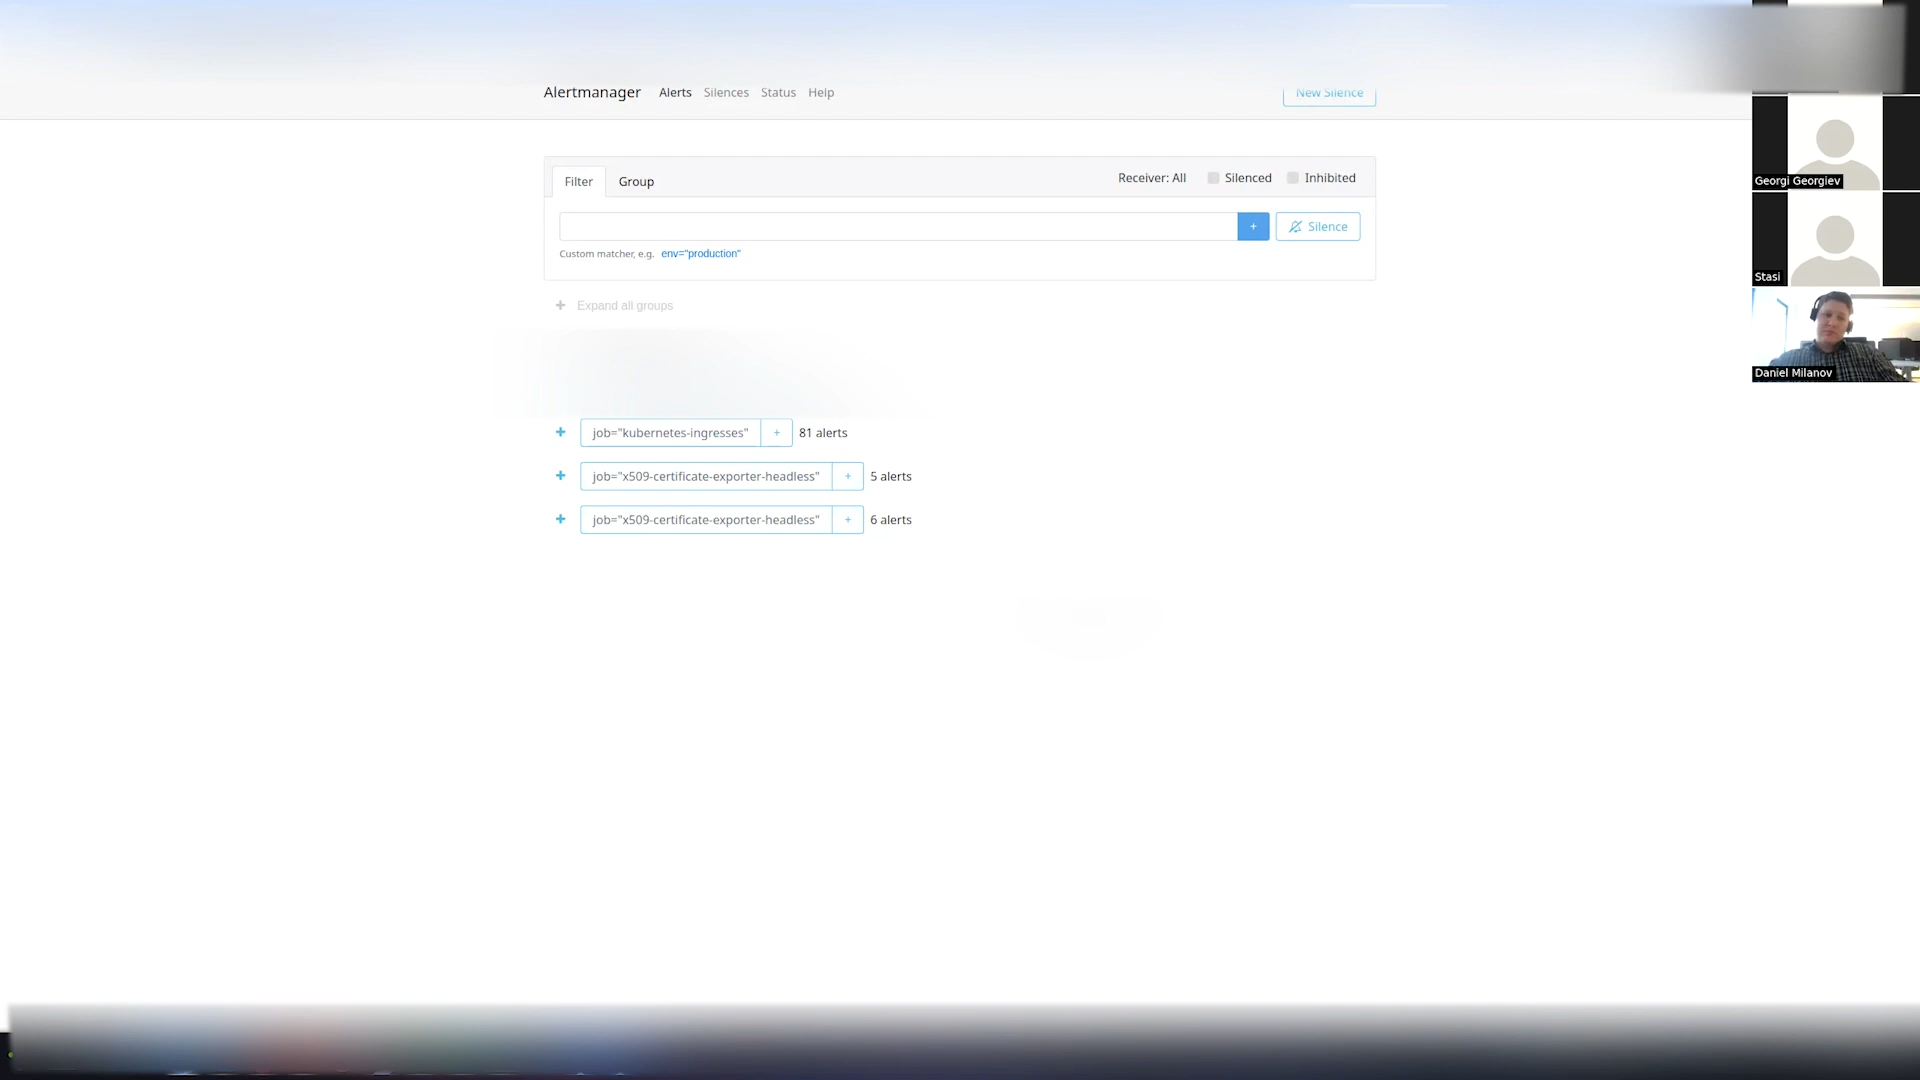 Alertmanager Alerts Silences Status Help New Silence
Filter Group Receiver: All Silenced Inhibited
+ Silence
Custom matcher, e.g. env="production"
+ Expand all groups
+ job="kubernetes-ingresses" + 81 alerts
+ job="x509-certificate-exporter-headless" + 5 alerts
+ job="x509-certificate-exporter-headless" + 6 alerts
Georgi Georgiev
Stasi
Daniel Milanov